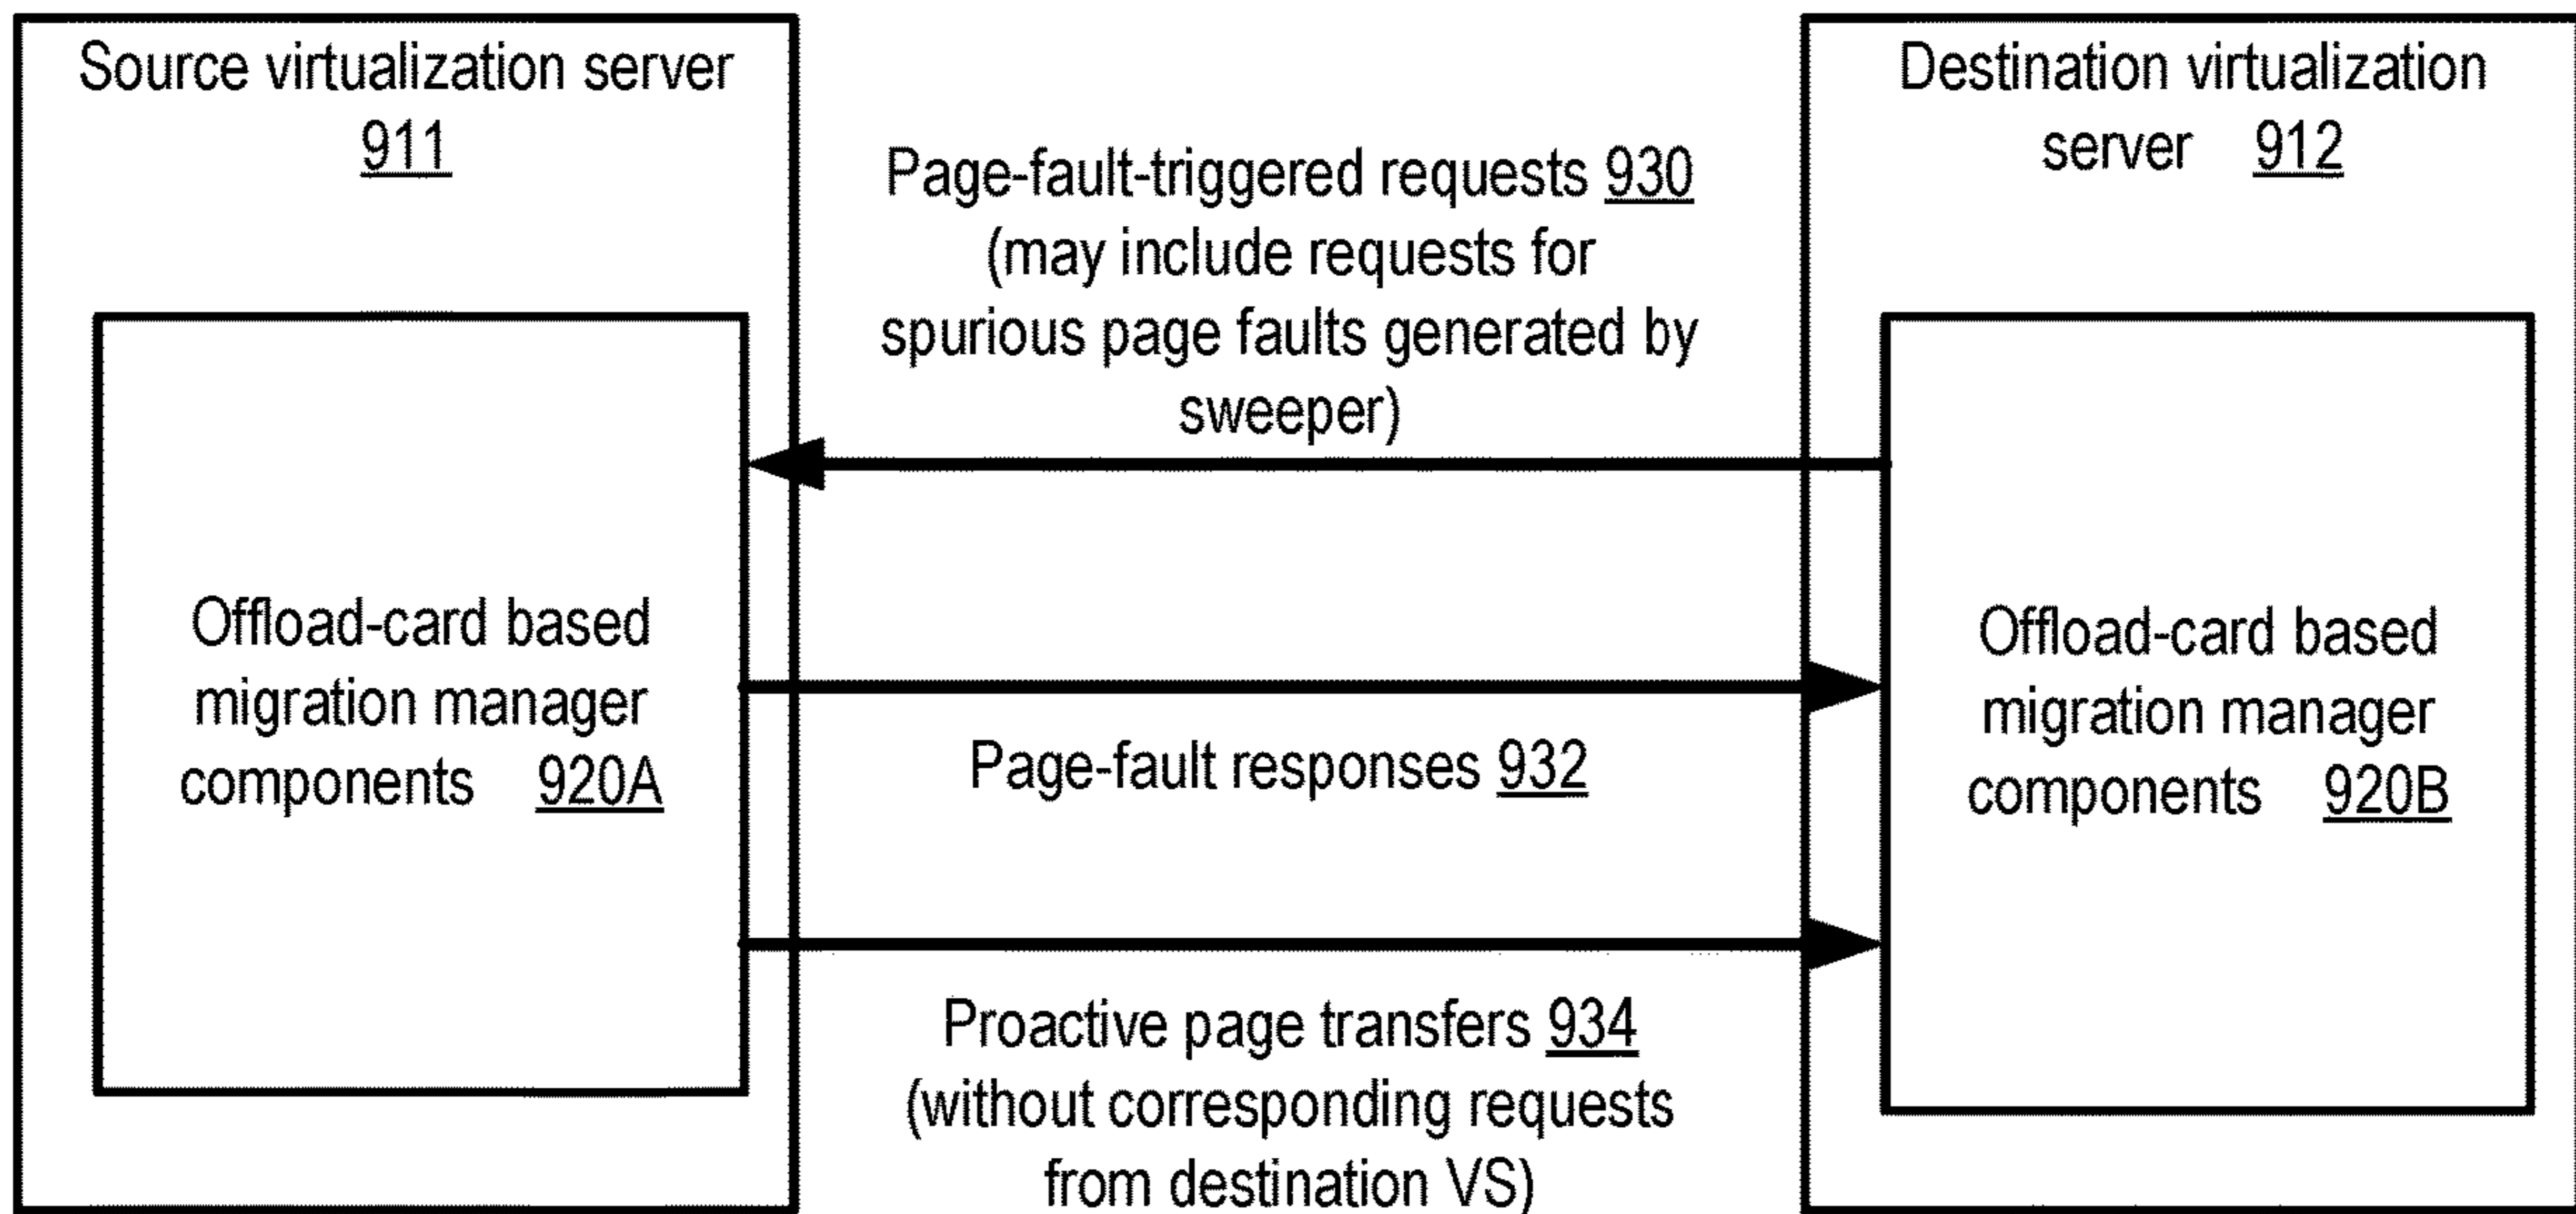 Source virtualization server
911
Destination virtualization
server 912
Page-fault-triggered requests 930
(may include requests for
spurious page faults generated by
sweeper)
Offload-card based
migration manager
components 920A
Page-fault responses 932
Offload-card based
migration manager
components 920B
Proactive page transfers 934
(without corresponding requests
from destination VS)